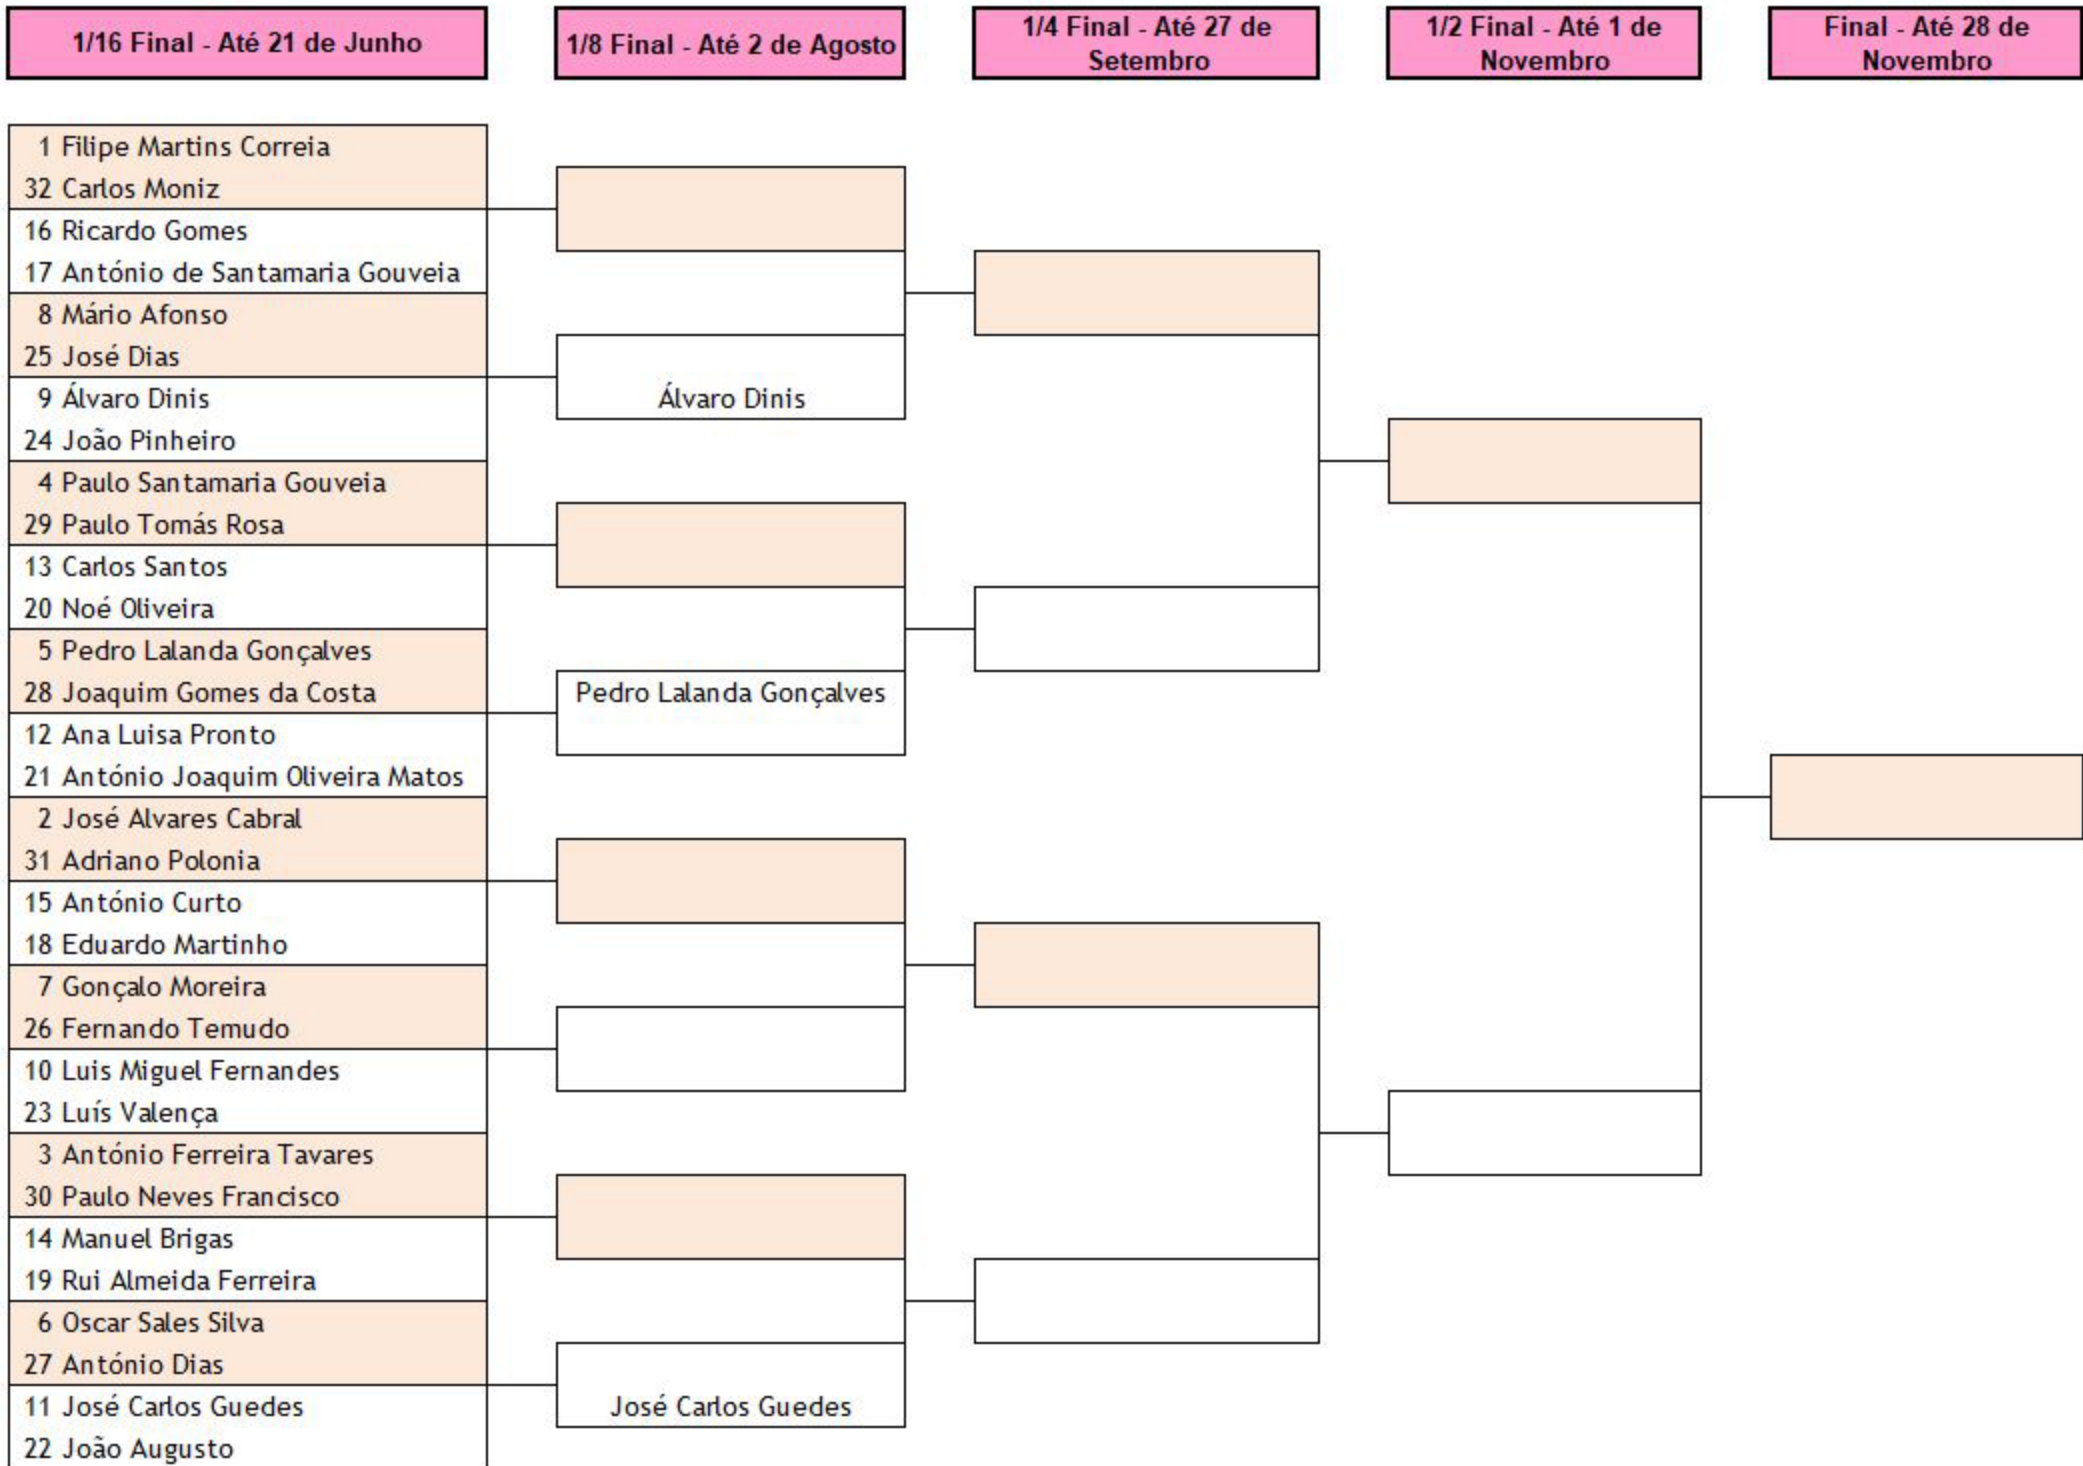 1/16 Final - Até 21 de Junho
1/8 Final - Até 2 de Agosto
1/4 Final - Até 27 de
Setembro
1/2 Final - Até 1 de
Novembro
Final - Até 28 de
Novembro
1 Filipe Martins Correia
32 Carlos Moniz
16 Ricardo Gomes
17 António de Santamaria Gouveia
8 Mário Afonso
25 José Dias
9 Álvaro Dinis
24 João Pinheiro
4 Paulo Santamaria Gouveia
29 Paulo Tomás Rosa
13 Carlos Santos
20 Noé Oliveira
5 Pedro Lalanda Gonçalves
28 Joaquim Gomes da Costa
12 Ana Luisa Pronto
21 António Joaquim Oliveira Matos
2 José Alvares Cabral
31 Adriano Polonia
15 António Curto
18 Eduardo Martinho
7 Gonçalo Moreira
26 Fernando Temudo
10 Luis Miguel Fernandes
23 Luís Valença
3 António Ferreira Tavares
30 Paulo Neves Francisco
14 Manuel Brigas
19 Rui Almeida Ferreira
6 Oscar Sales Silva
27 António Dias
11 José Carlos Guedes
22 João Augusto
Álvaro Dinis
Pedro Lalanda Gonçalves
José Carlos Guedes